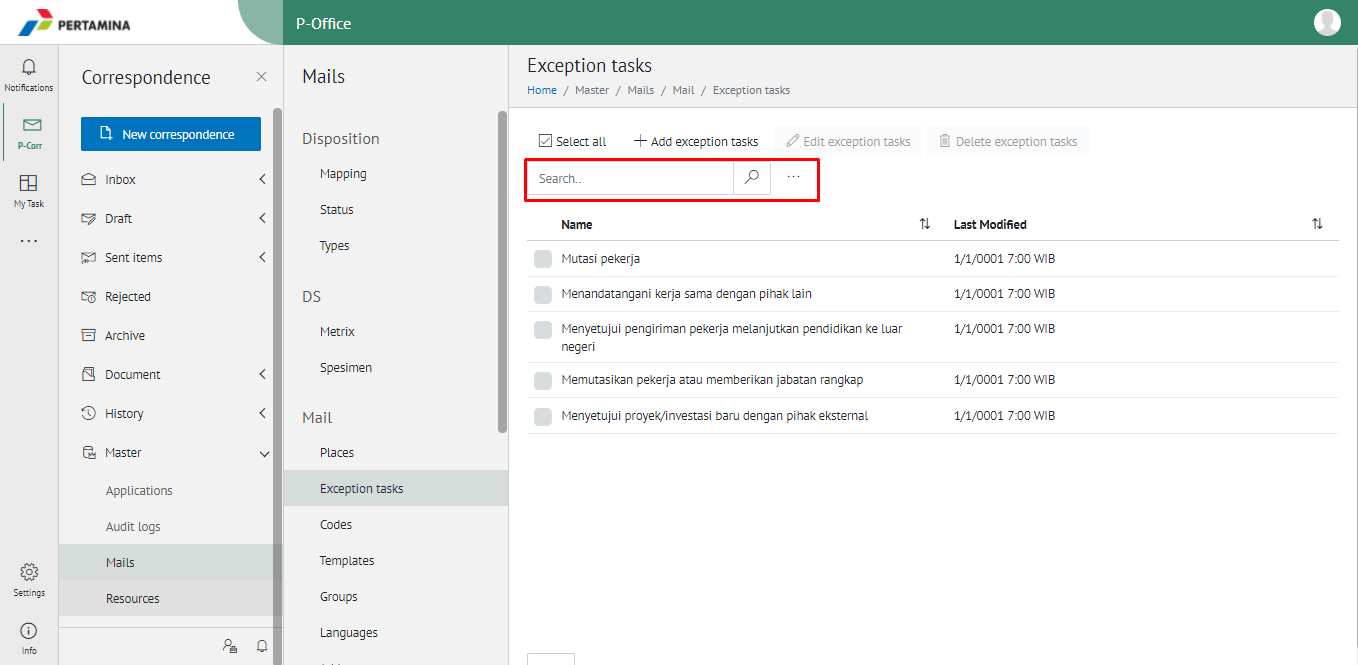 PERTAMINA
P-Office
Notifications
P-Corr
My Task
Settings
Info
Correspondence
New correspondence
Inbox
Draft
Sent items
Rejected
Archive
Document
History
Master
Applications
Audit logs
Mails
Resources
Mails
Disposition
Mapping
Status
Types
DS
Metrix
Spesimen
Mail
Places
Exception tasks
Codes
Templates
Groups
Languages
Exception tasks
Home / Master / Mails / Mail / Exception tasks
Select all Add exception tasks Edit exception tasks Delete exception tasks
Search.. ...
Name Last Modified
Mutasi pekerja 1/1/0001 7:00 WIB
Menandatangani kerja sama dengan pihak lain 1/1/0001 7:00 WIB
Menyetujui pengiriman pekerja melanjutkan pendidikan ke luar 1/1/0001 7:00 WIB
negeri
Memutasikan pekerja atau memberikan jabatan rangkap 1/1/0001 7:00 WIB
Menyetujui proyek/investasi baru dengan pihak eksternal 1/1/0001 7:00 WIB